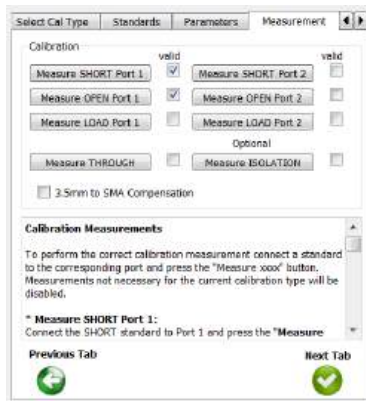 Select Cal Type Standards Parameters Measurement
Calibration
valid valid
Measure SHORT Port 1 Measure SHORT Port 2
Measure OPEN Port 1 Measure OPEN Port 2
Measure LOAD Port 1 Measure LOAD Port 2
Optional
Measure THROUGH Measure ISOLATION
3.5mm to SMA Compensation
Calibration Measurements
To perform the correct calibration measurement connect a standard
to the corresponding port and press the "Measure xxxx" button.
Measurements not necessary for the current calibration type will be
disabled.
* Measure SHORT Port 1:
Connect the SHORT standard to Port 1 and press the "Measure
Previous Tab Next Tab